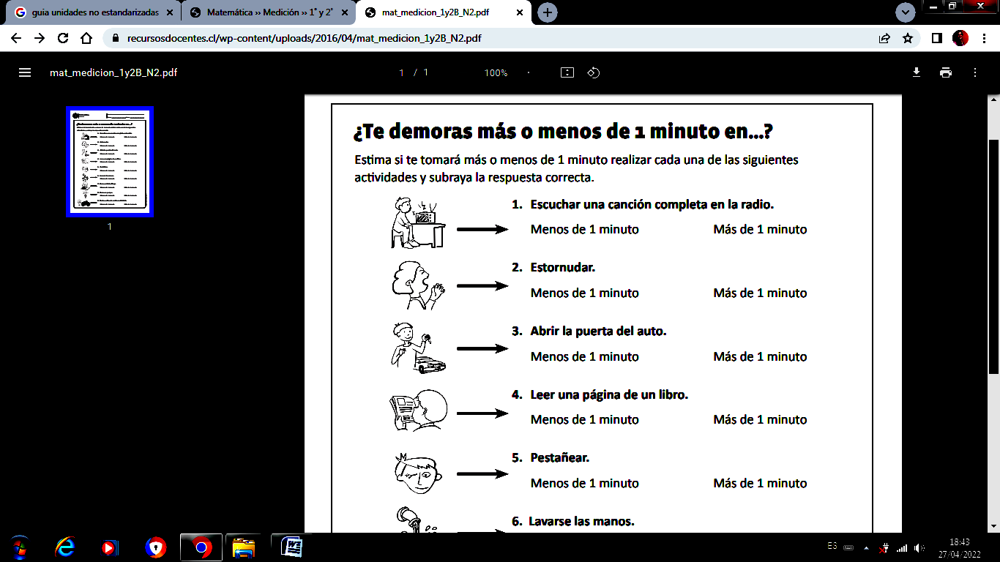 guia unidades no estandarizadas
Matemática ›› Medición ›› 1° y 2°
mat_medicion_1y2B_N2.pdf
recursosdocentes.cl/wp-content/uploads/2016/04/mat_medicion_1y2B_N2.pdf
mat_medicion_1y2B_N2.pdf
1 / 1
100%
1
¿Te demoras más o menos de 1 minuto en...?
Estima si te tomará más o menos de 1 minuto realizar cada una de las siguientes
actividades y subraya la respuesta correcta.
1. Escuchar una canción completa en la radio.
Menos de 1 minuto Más de 1 minuto
2. Estornudar.
Menos de 1 minuto Más de 1 minuto
3. Abrir la puerta del auto.
Menos de 1 minuto Más de 1 minuto
4. Leer una página de un libro.
Menos de 1 minuto Más de 1 minuto
5. Pestañear.
Menos de 1 minuto Más de 1 minuto
6. Lavarse las manos.
ES
18:43
27/04/2022